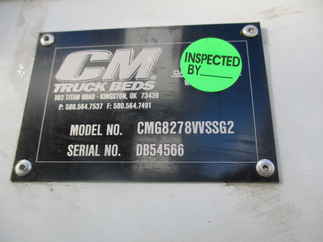 CM
TRUCK BEDS
102 TITAN ROAD - KINGSTON, OK 73439
P: 580.564.7537 F: 580.564.7491
INSPECTED
BY
MODEL NO. CMG8278VVSSG2
SERIAL NO. DB54566